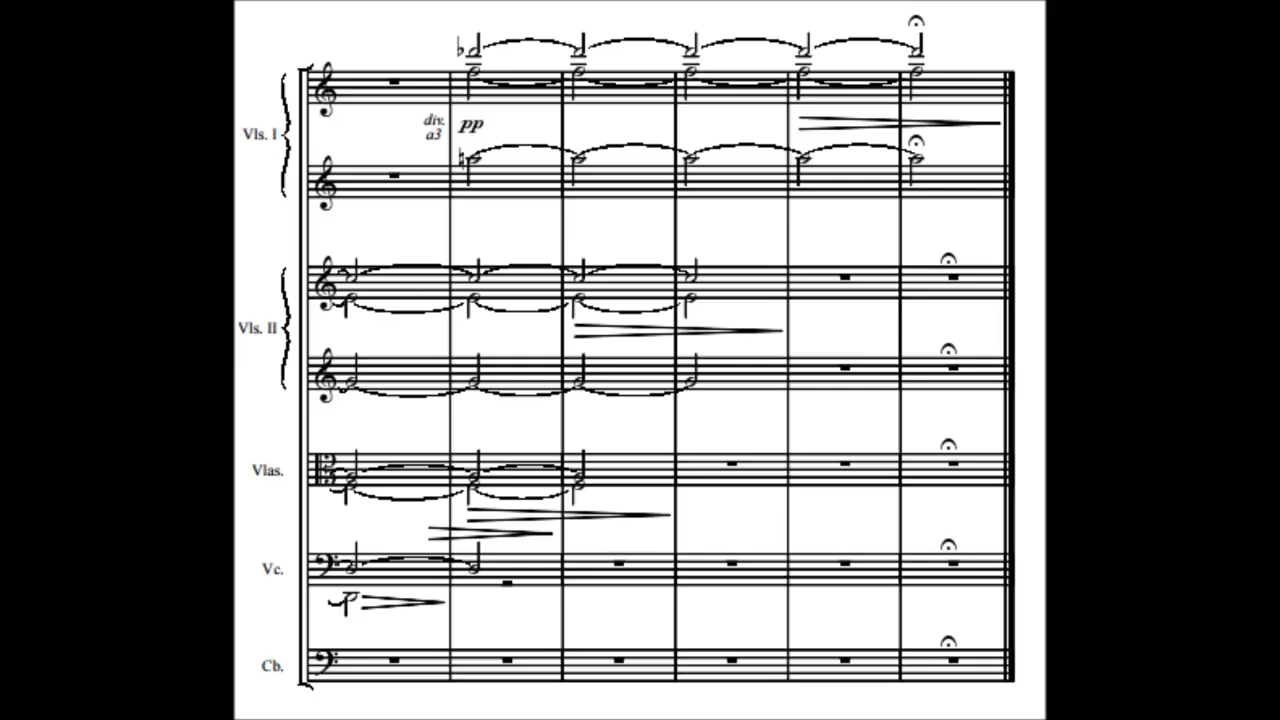 div.
a3
pp
Vls. I
Vls. II
Vlas.
Vc.
Cb.